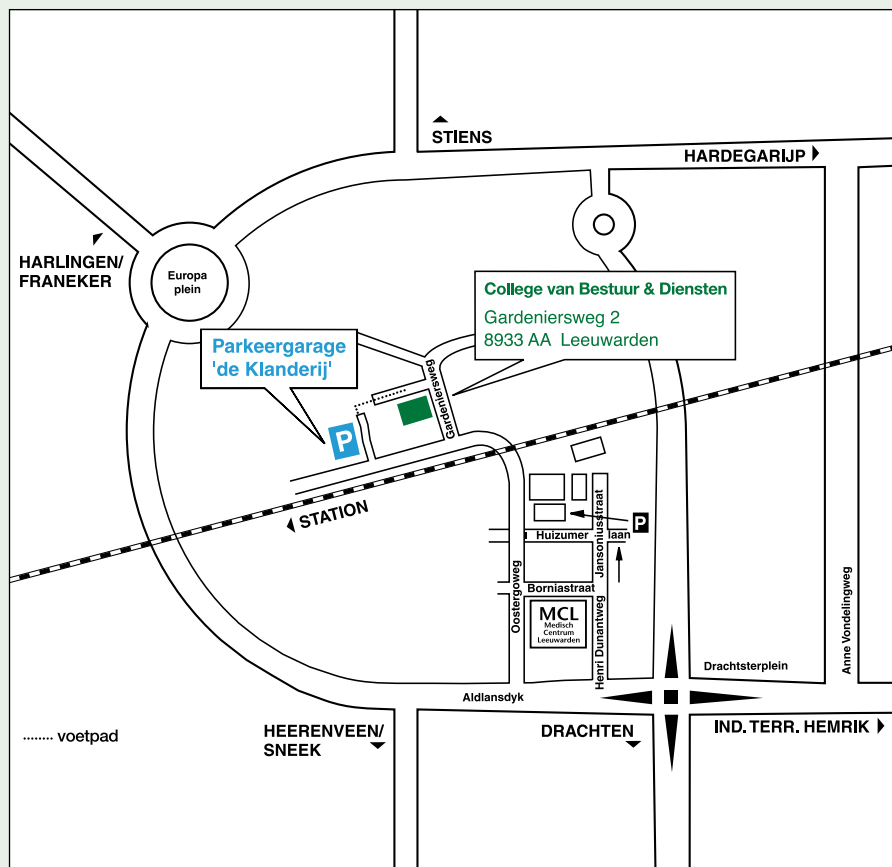 STIENS
HARDEGARIJP
HARLINGEN/
FRANEKER
Europa
plein
College van Bestuur & Diensten
Gardeniersweg 2
8933 AA Leeuwarden
Parkeergarage
'de Klanderij'
Gardeniersweg
P
STATION
P
Huizumer laan
Jansoniusstraat
Borniastraat
Oostergoweg
MCL
Medisch
Centrum
Leeuwarden
Henri Dunantweg
Anne Vondelingweg
Drachtsterplein
Aldlansdyk
voetpad
HEERENVEEN/
SNEEK
DRACHTEN
IND. TERR. HEMRIK